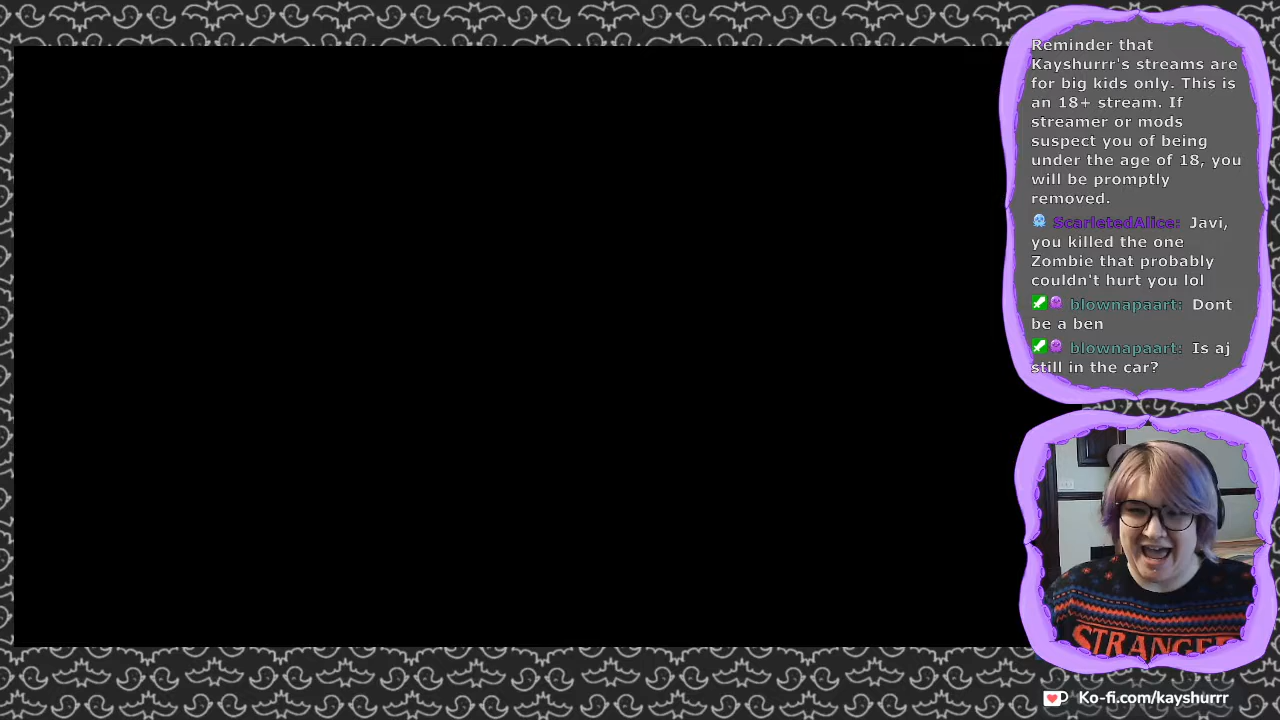 Reminder that
Kayshurrr's streams are
for big kids only. This is
an 18+ stream. If
streamer or mods
suspect you of being
under the age of 18, you
will be promptly
removed.
ScarletedAlice: Javi,
you killed the one
Zombie that probably
couldn't hurt you lol
blownapaart: Dont
be a ben
blownapaart: Is aj
still in the car?
STRANGE
Ko-fi.com/kayshurrr